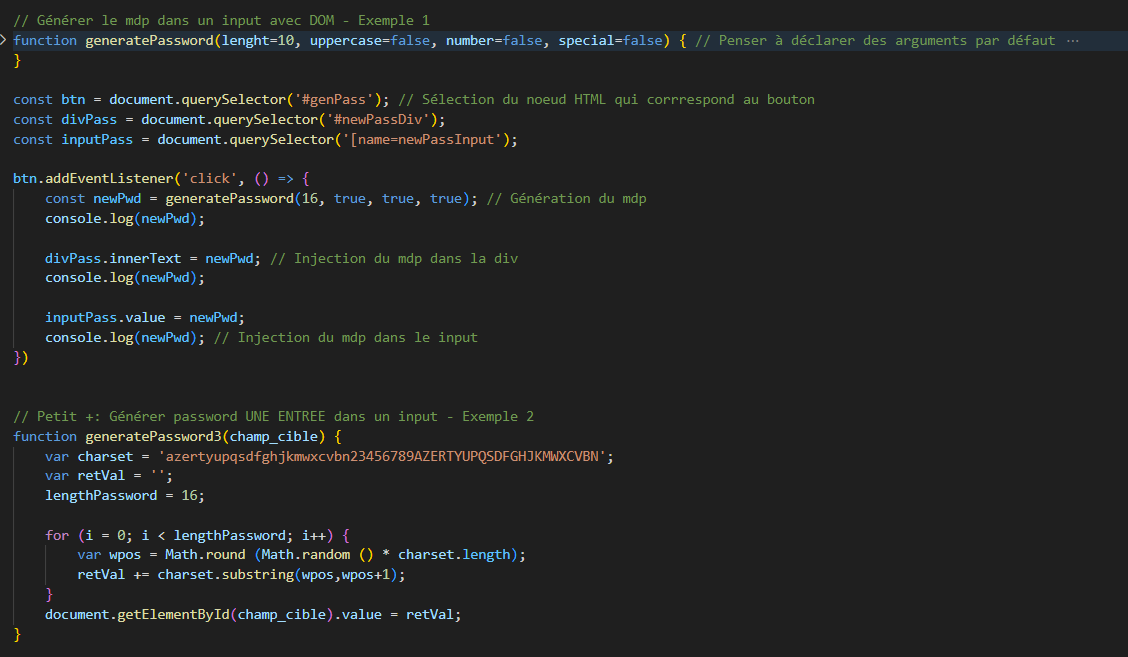 // Générer le mdp dans un input avec DOM - Exemple 1
function generatePassword(lenght=10, uppercase=false, number=false, special=false) { // Penser à déclarer des arguments par défaut ···
}
const btn = document.querySelector('#genPass'); // Sélection du noeud HTML qui corrrespond au bouton
const divPass = document.querySelector('#newPassDiv');
const inputPass = document.querySelector('[name=newPassInput');
btn.addEventListener('click', () => {
const newPwd = generatePassword(16, true, true, true); // Génération du mdp
console.log(newPwd);
divPass.innerText = newPwd; // Injection du mdp dans la div
console.log(newPwd);
inputPass.value = newPwd;
console.log(newPwd); // Injection du mdp dans le input
})
// Petit +: Générer password UNE ENTREE dans un input - Exemple 2
function generatePassword3(champ_cible) {
var charset = 'azertyupqsdfghjkmwxcvbn23456789AZERTYUPQSDFGHJKMWXCVBN';
var retVal = '';
lengthPassword = 16;
for (i = 0; i < lengthPassword; i++) {
var wpos = Math.round (Math.random () * charset.length);
retVal += charset.substring(wpos,wpos+1);
}
document.getElementById(champ_cible).value = retVal;
}